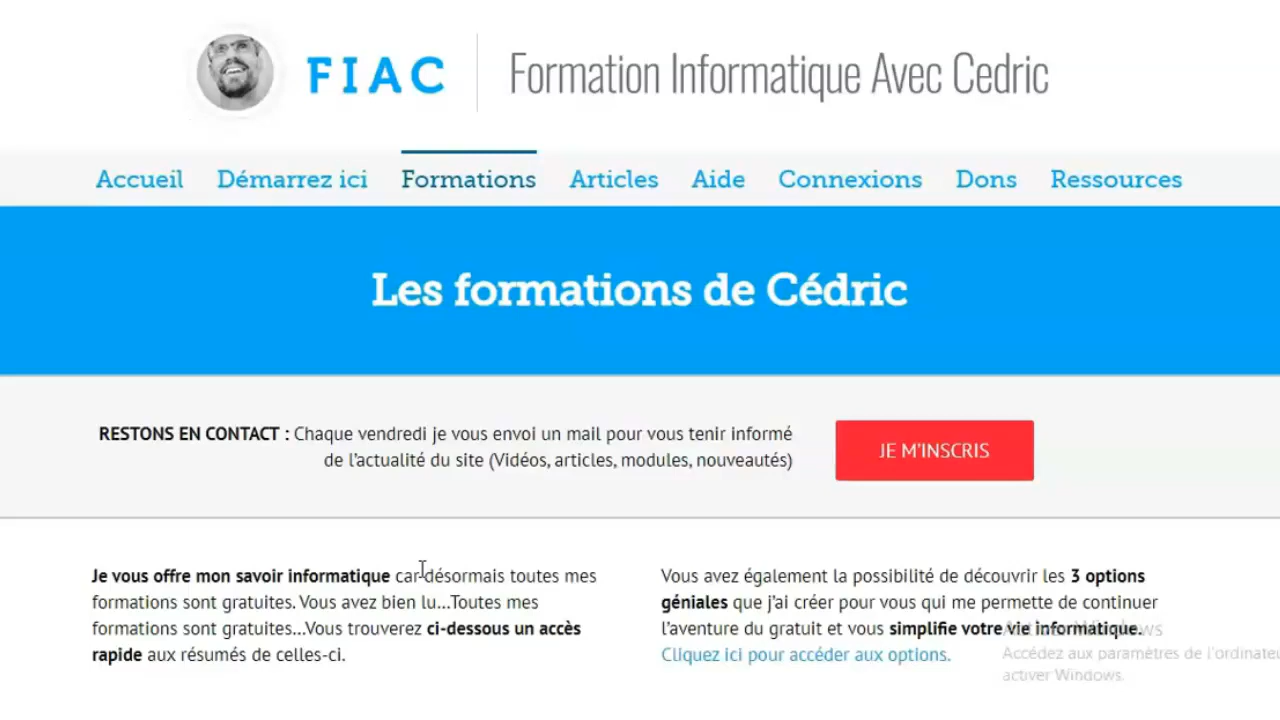 FIAC
Formation Informatique Avec Cedric
Accueil Démarrez ici Formations Articles Aide Connexions Dons Ressources
Les formations de Cédric
RESTONS EN CONTACT : Chaque vendredi je vous envoi un mail pour vous tenir informé
de l'actualité du site (Vidéos, articles, modules, nouveautés)
JE M'INSCRIS
Je vous offre mon savoir informatique car désormais toutes mes
formations sont gratuites. Vous avez bien lu...Toutes mes
formations sont gratuites...Vous trouverez ci-dessous un accès
rapide aux résumés de celles-ci.
Vous avez également la possibilité de découvrir les 3 options
géniales que j'ai créer pour vous qui me permette de continuer
l'aventure du gratuit et vous simplifie votre vie informatique.
Cliquez ici pour accéder aux options.
Activer Windows
Accédez aux paramètres de l'ordinateu
activer Windows.